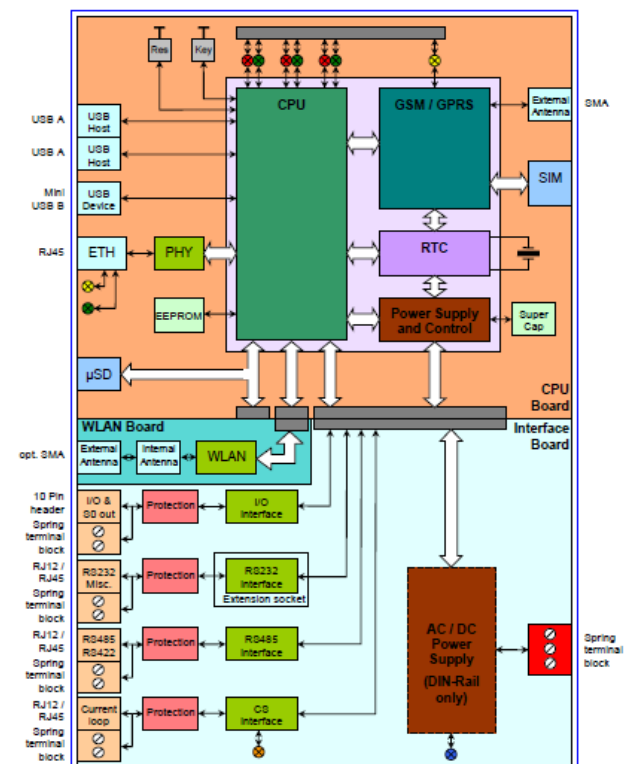 Res
Key
CPU
GSM / GPRS
External
Antenna
SMA
USB A
USB
Host
USB A
USB
Host
SIM
Mini
USB B
USB
Device
RJ45
ETH
PHY
RTC
EEPROM
Power Supply
and Control
Super
Cap
µSD
CPU
Board
WLAN Board
Interface
Board
opt. SMA
External
Antenna
Internal
Antenna
WLAN
10 Pin
header
Spring
terminal
block
I/O &
S0 out
Protection
I/O
Interface
RJ12 /
RJ45
Spring
terminal
block
RS232
Misc.
Protection
RS232
Interface
Extension socket
RJ12 /
RJ45
Spring
terminal
block
RS485
RS422
Protection
RS485
Interface
AC / DC
Power
Supply
(DIN-Rail
only)
Spring
terminal
block
RJ12 /
RJ45
Spring
terminal
block
Current
loop
Protection
CS
Interface